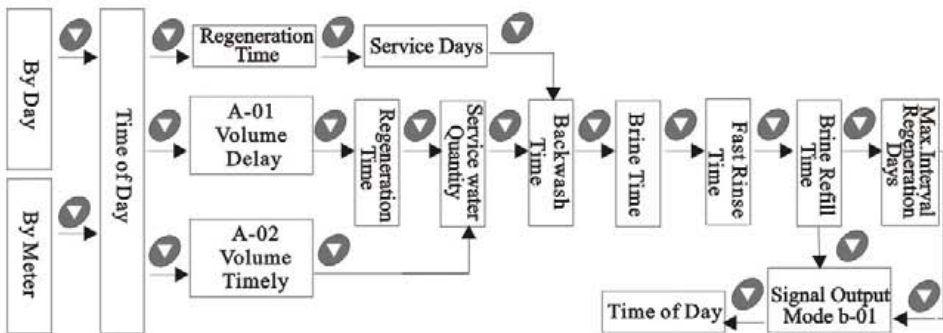 By Day
By Meter
Time of Day
Regeneration
Time
Service Days
A-01
Volume
Delay
Regeneration
Time
Service water
Quantity
A-02
Volume
Timely
Backwash
Time
Brine Time
Fast Rinse
Time
Brine Refill
Time
Max.Interval
Regegneration
Days
Signal Output
Mode b-01
Time of Day